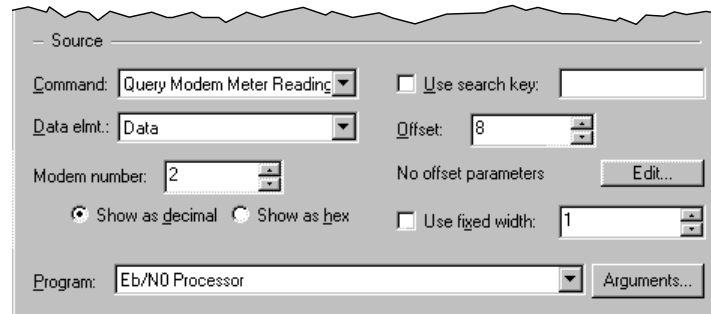 Source
Command: Query Modem Meter Reading Use search key:
Data elmt.: Data Offset: 8
Modem number: 2 No offset parameters Edit...
Show as decimal Show as hex Use fixed width: 1
Program: Eb/N0 Processor Arguments...